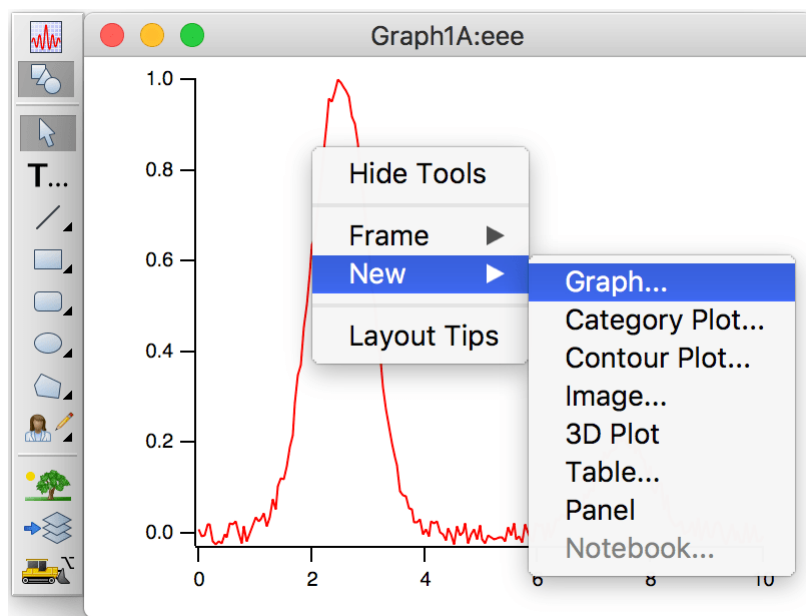 Graph1A:eee
T...
1.0
0.8
0.6
0.4
0.2
0.0
0 2 4 6 8 10
Hide Tools
Frame
New
Layout Tips
Graph...
Category Plot...
Contour Plot...
Image...
3D Plot
Table...
Panel
Notebook...